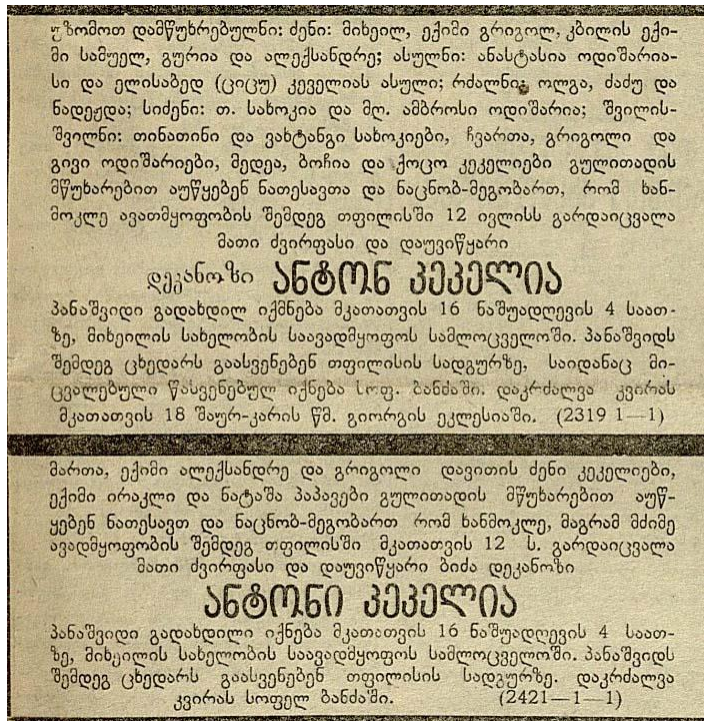 უზომოთ დამწუხრებულნი: ძენი: მიხეილ, ექიმი გრიგოლ, კბილის ექი-
მი სამუელ, გურია და ალექსანდრე; ასულნი: ანასტასია ოდიშარია-
სი და ელისაბედ (ციცუ) კეველიას ასული; რძალნი: ოლგა, ძაძუ და
ნადეჟდა; სიძენი: თ. სახოკია და მღ. ამბროსი ოდიშარია; შვილის-
შვილნი: თინათინი და ვახტანგი სახოკიები, ჩვართა, გრიგოლი და
გივი ოდიშარიები, მედეა, ბოჩია და ქოცო კეკელიები გულითადის
მწუხარებით აუწყებენ ნათესავთა და ნაცნობ-მეგობართ, რომ ხან-
მოკლე ავათმყოფობის შემდეგ თფილისში 12 ივლისს გარდაიცვალა
მათი ძვირფასი და დაუვიწყარი
დეკანოზი ანტონ კეკელია
პანაშვიდი გადახდილ იქმნება მკათათვის 16 ნაშუადღევის 4 საათ-
ზე, მიხეილის სახელობის საავადმყოფოს სამლოცველოში. პანაშვიდს
შემდეგ ცხედარს გაასვენებენ თფილისის სადგურზე, საიდანაც მი-
ცვალებული წასვენებულ იქნება სოფ. ბანძაში. დაკრძალვა კვირას
მკათათვის 18 შაურ-კარის წმ. გიორგის ეკლესიაში. (2319 1—1)
მართა, ექიმი ალექსანდრე და გრიგოლი დავითის ძენი კეკელიები,
ექიმი ირაკლი და ნატაშა პაპავები გულითადის მწუხარებით აუწ-
ყებენ ნათესავთ და ნაცნობ-მეგობართ რომ ხანმოკლე, მაგრამ მძიმე
ავადმყოფობის შემდეგ თფილისში მკათათვის 12 ს. გარდაიცვალა
მათი ძვირფასი და დაუვიწყარი ბიძა დეკანოზი
ანტონი კეკელია
პანაშვიდი გადახდილი იქნება მკათათვის 16 ნაშუადღევის 4 საათ-
ზე, მიხეილის სახელობის საავადმყოფოს სამლოცველოში. პანაშვიდს
შემდეგ ცხედარს გაასვენებენ თფილისის სადგურზე. დაკრძალვა
კვირას სოფელ ბანძაში. (2421—1—1)